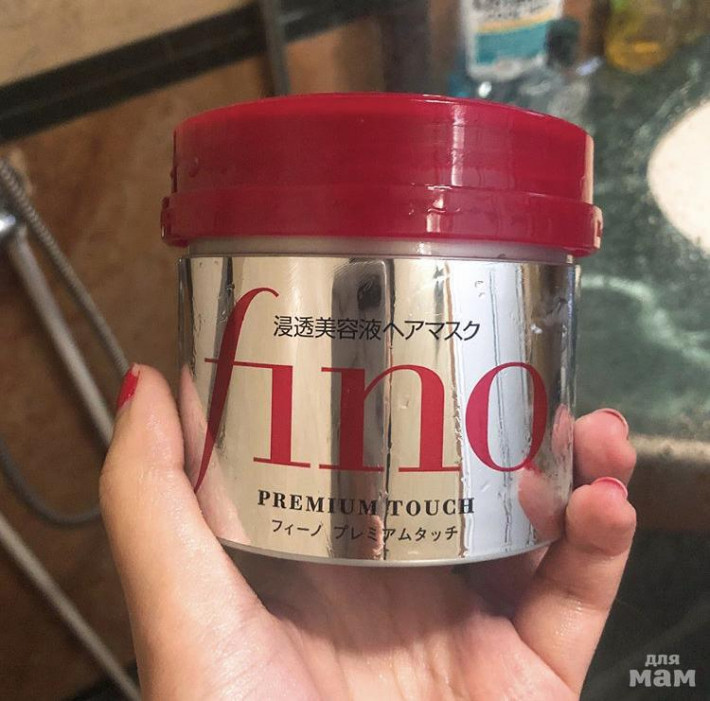 浸透美容液ヘアマスク
fino
PREMIUM TOUCH
フィーノ プレミアムタッチ
для
мам